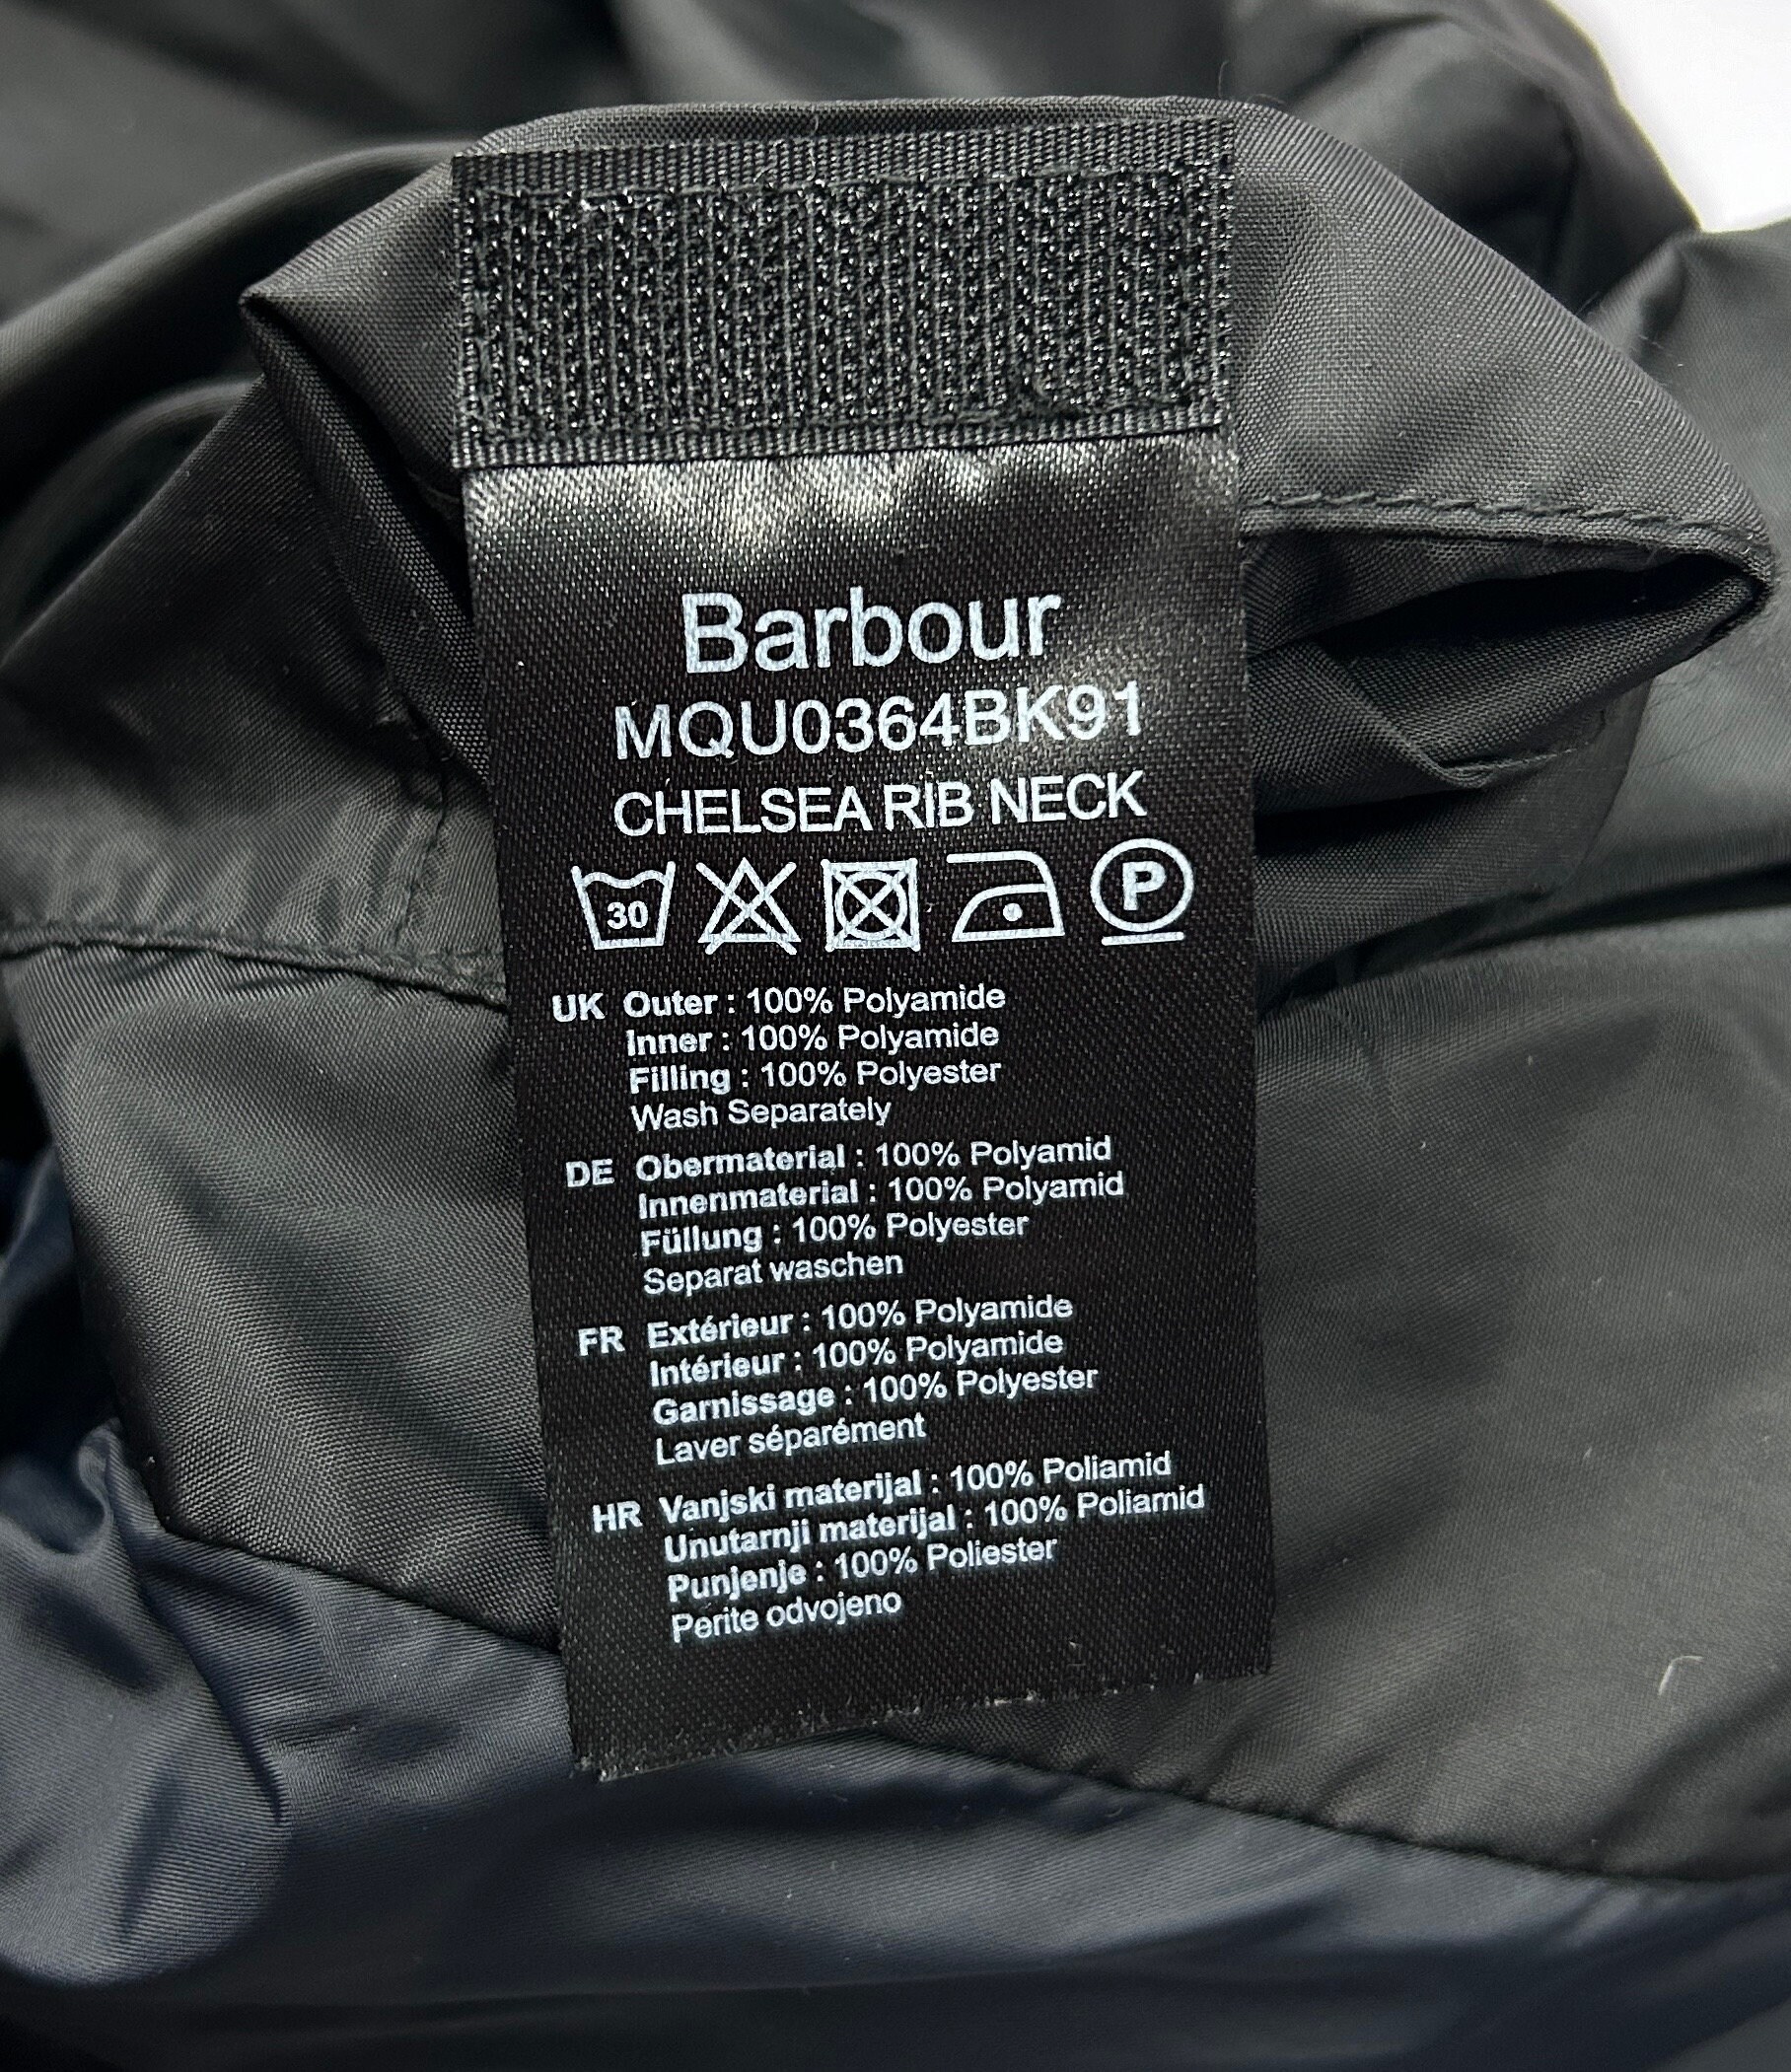 Barbour
MQU0364BK91
CHELSEA RIB NECK
30 P
UK Outer : 100% Polyamide
Inner : 100% Polyamide
Filling : 100% Polyester
Wash Separately
DE Obermaterial : 100% Polyamid
Innenmaterial : 100% Polyamid
Füllung : 100% Polyester
Separat waschen
FR Extérieur : 100% Polyamide
Intérieur : 100% Polyamide
Garnissage : 100% Polyester
Laver séparément
HR Vanjski materijal : 100% Poliamid
Unutarnji materijal : 100% Poliamid
Punjenje : 100% Poliester
Perite odvojeno